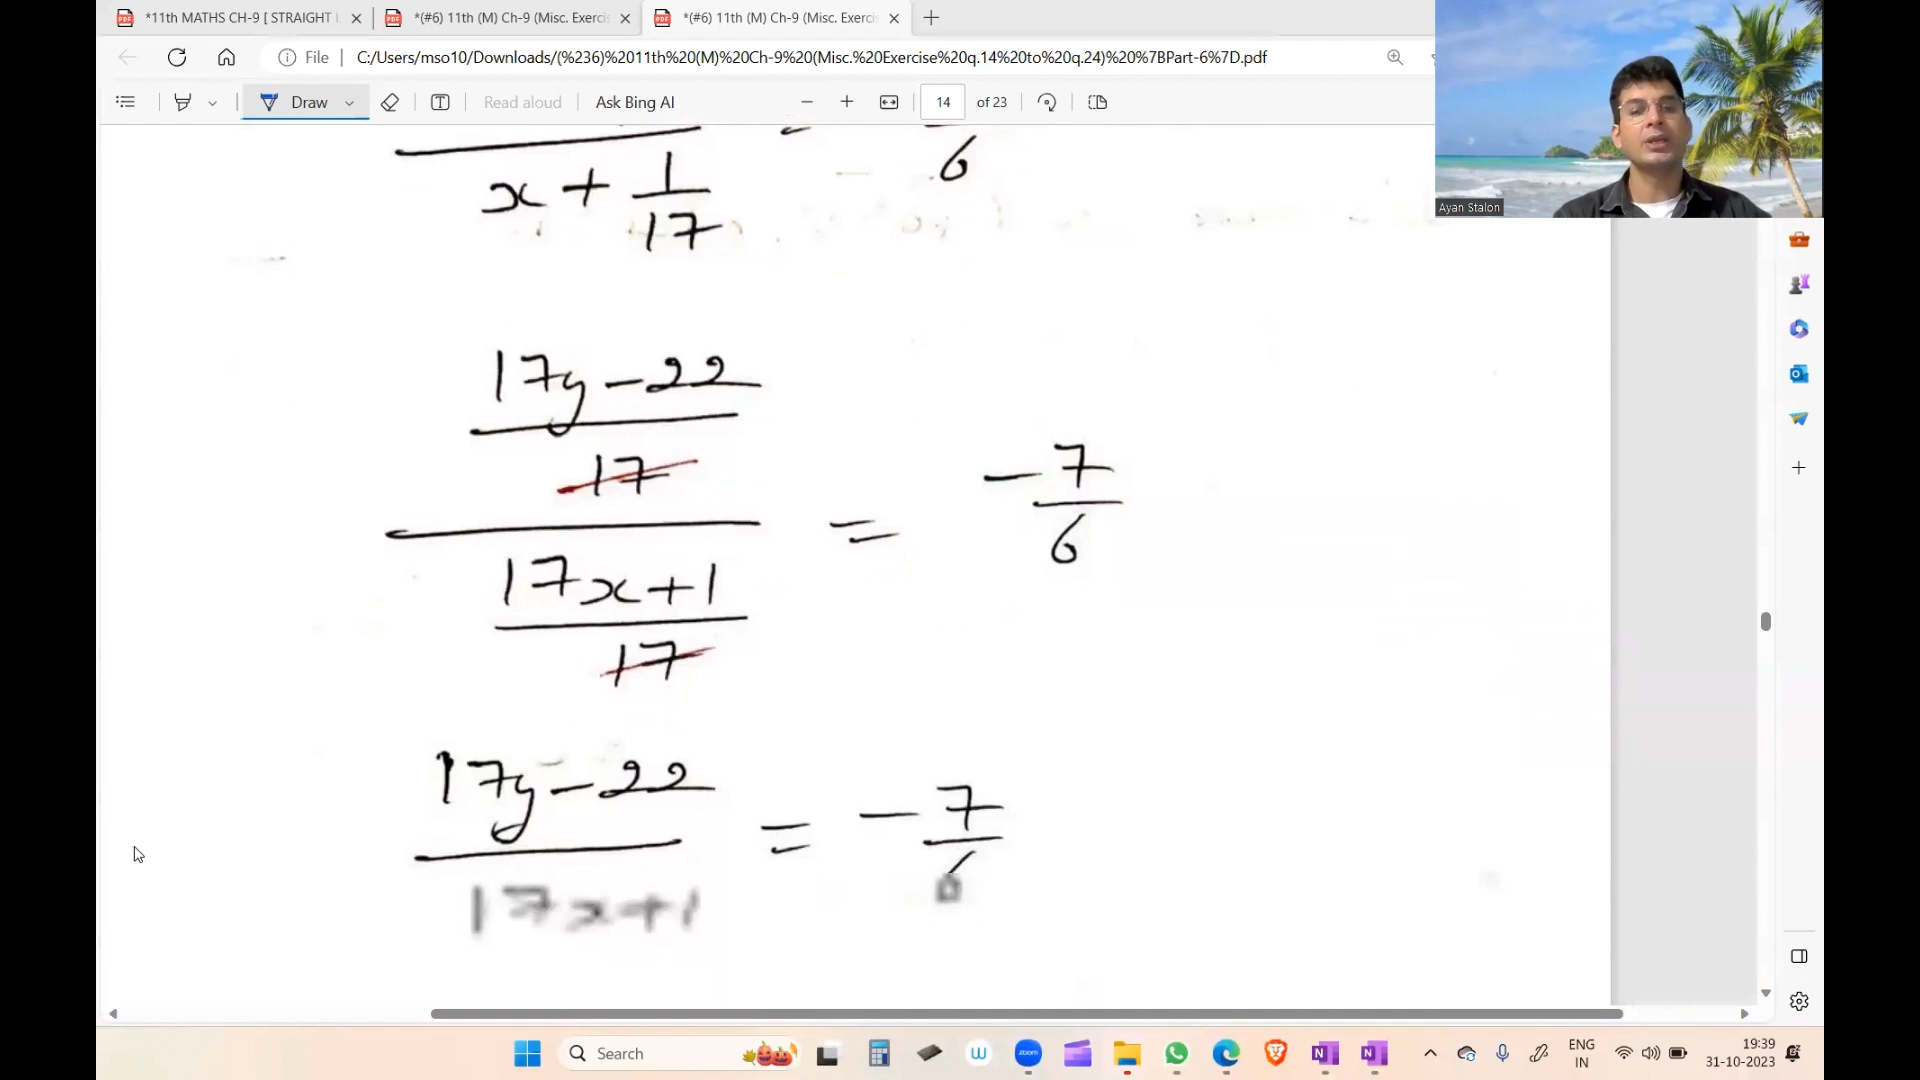 *11th MATHS CH-9 [ STRAIGHT L
*(#6) 11th (M) Ch-9 (Misc. Exerci
*(#6) 11th (M) Ch-9 (Misc. Exerci
File C:/Users/mso10/Downloads/(%236)%2011th%20(M)%20Ch-9%20(Misc.%20Exercise%20q.14%20to%20q.24)%20%7BPart-6%7D.pdf
Draw Read aloud Ask Bing AI 14 of 23
Ayan Stalon
=
6
x + 1
17
17y - 22
17
= - 7
6
17x + 1
17
17y - 22
= - 7
6
17x + 1
Search
zoom
ENG
IN
19:39
31-10-2023